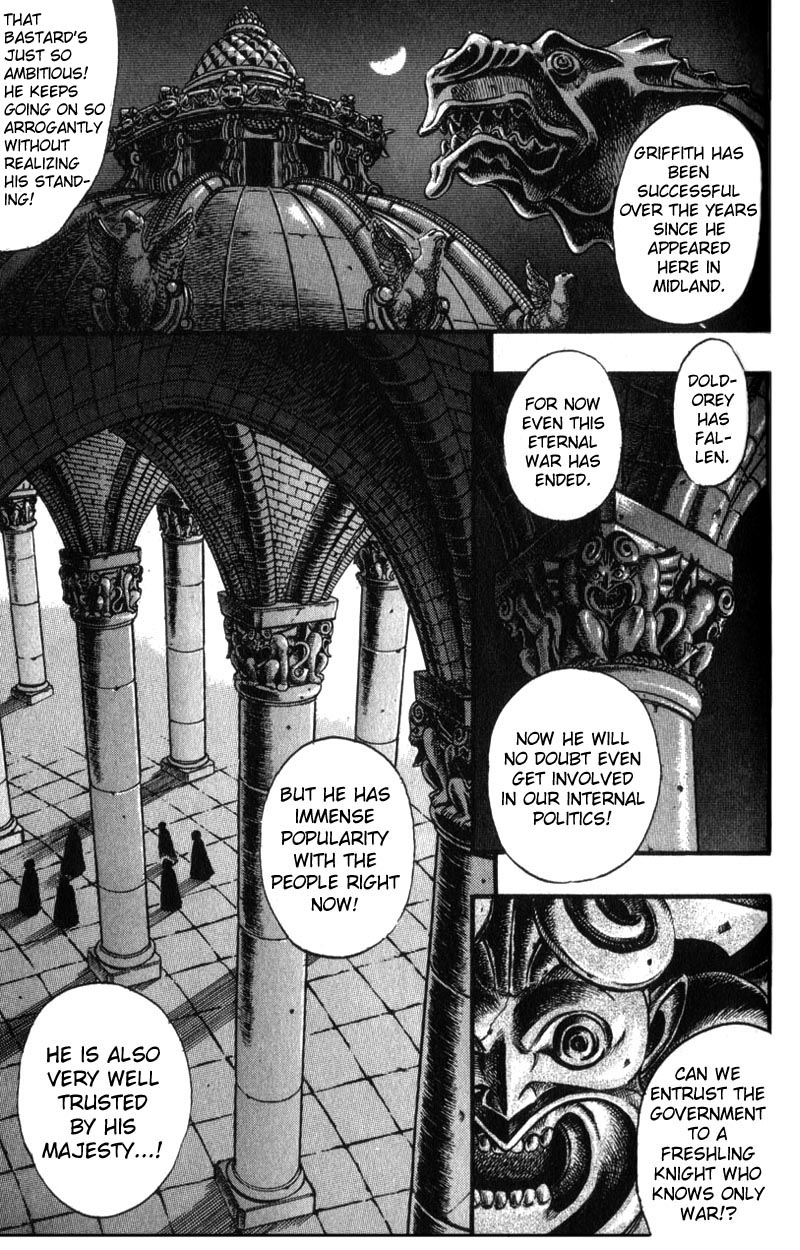 GRIFFITH HAS
BEEN
SUCCESSFUL
OVER THE YEARS
SINCE HE
APPEARED
HERE IN
MIDLAND.
THAT
BASTARD'S
JUST SO
AMBITIOUS!
HE KEEPS
GOING ON SO
ARROGANTLY
WITHOUT
REALIZING
HIS STAND-
ING!
DOLD-
OREY
HAS
FAL-
LEN.
FOR NOW
EVEN THIS
ETERNAL
WAR HAS
ENDED.
NOW HE WILL
NO DOUBT EVEN
GET INVOLVED
IN OUR INTERNAL
POLITICS!
CAN WE
ENTRUST THE
GOVERNMENT
TO A
FRESHLING
KNIGHT WHO
KNOWS ONLY
WAR!?
BUT HE HAS
IMMENSE
POPULARITY
WITH THE
PEOPLE RIGHT
NOW!
HE IS ALSO
VERY WELL
TRUSTED
BY HIS
MAJESTY...!